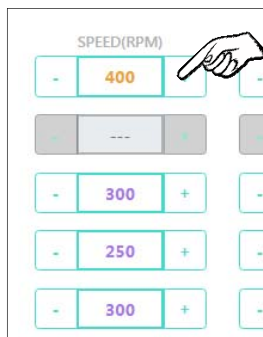 SPEED(RPM)
- 400 -
- --- + -
- 300 + -
- 250 + -
- 300 + -